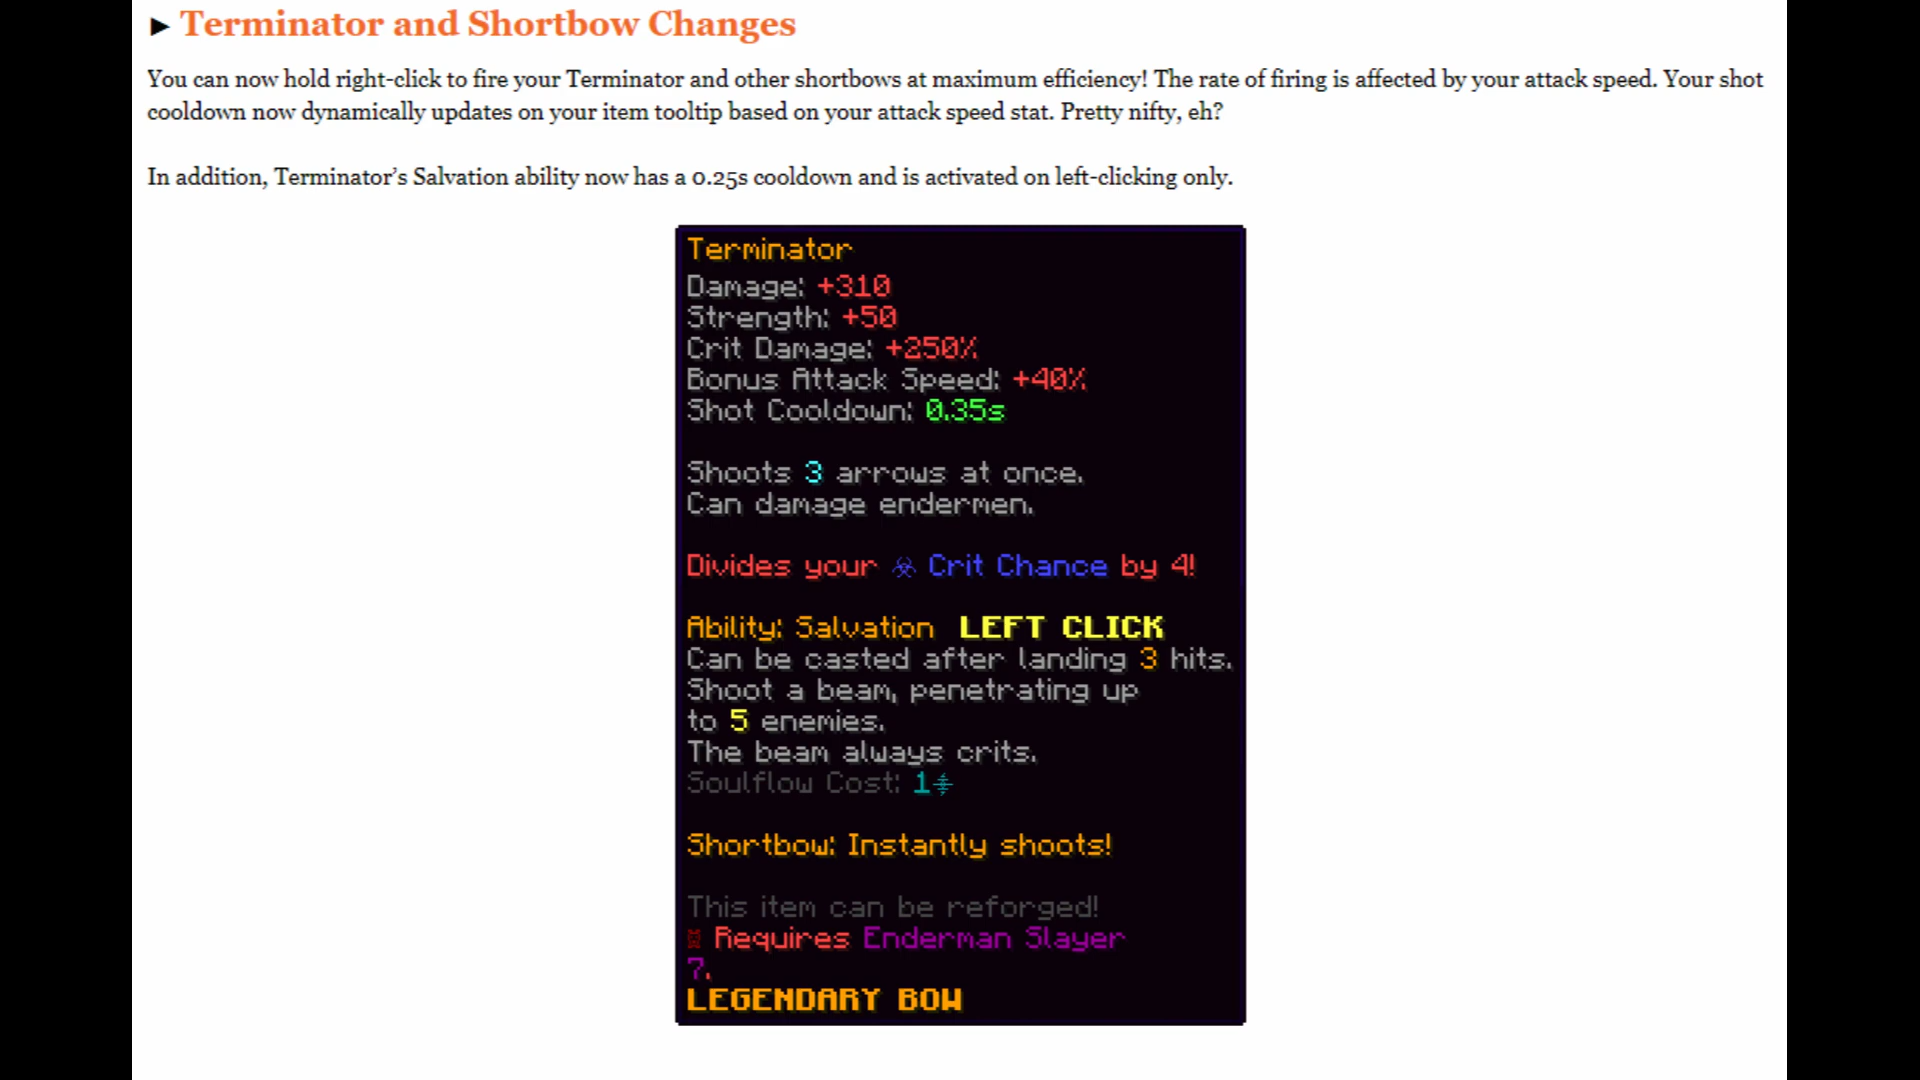 ► Terminator and Shortbow Changes
You can now hold right-click to fire your Terminator and other shortbows at maximum efficiency! The rate of firing is affected by your attack speed. Your shot
cooldown now dynamically updates on your item tooltip based on your attack speed stat. Pretty nifty, eh?
In addition, Terminator’s Salvation ability now has a 0.25s cooldown and is activated on left-clicking only.
Terminator
Damage: +310
Strength: +50
Crit Damage: +250%
Bonus Attack Speed: +40%
Shot Cooldown: 0.35s
Shoots 3 arrows at once.
Can damage endermen.
Divides your ☣ Crit Chance by 4!
Ability: Salvation LEFT CLICK
Can be casted after landing 3 hits.
Shoot a beam, penetrating up
to 5 enemies.
The beam always crits.
Soulflow Cost: 1⸎
Shortbow: Instantly shoots!
This item can be reforged!
Requires Enderman Slayer
7.
LEGENDARY BOW